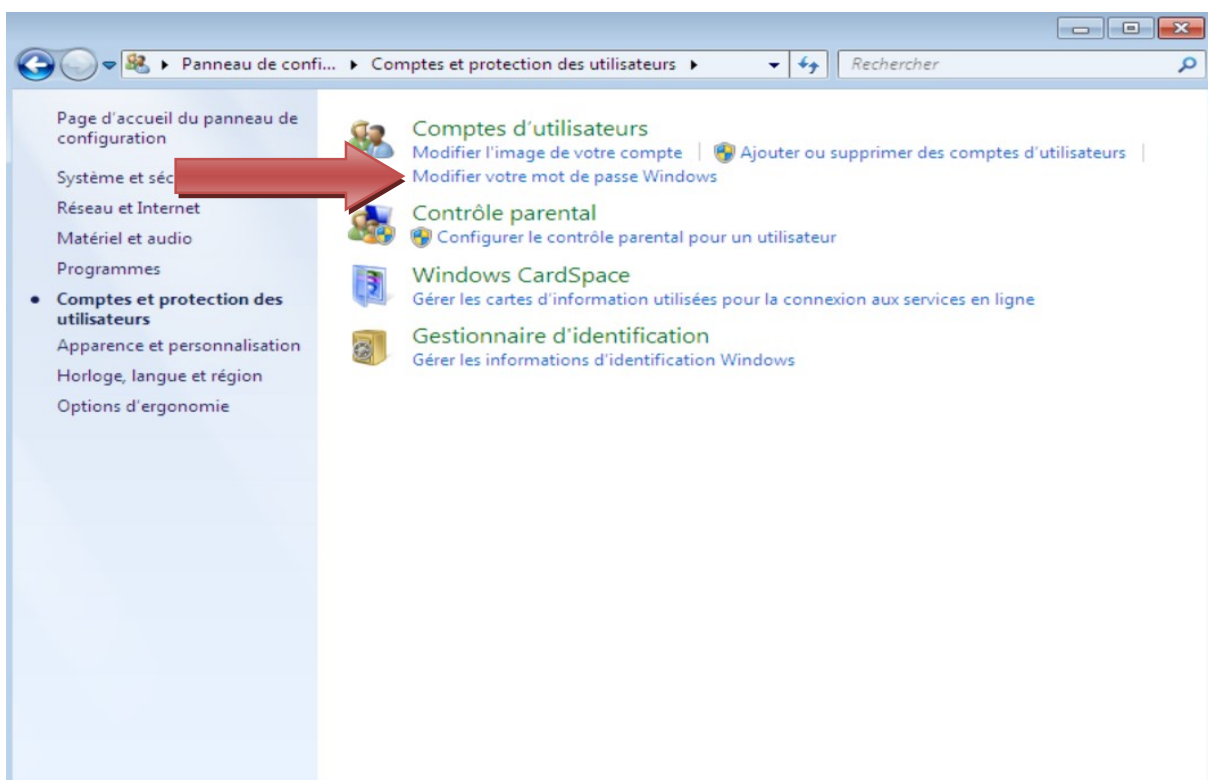 Panneau de confi... Comptes et protection des utilisateurs Rechercher
Page d'accueil du panneau de
configuration
Système et séc
Réseau et Internet
Matériel et audio
Programmes
Comptes et protection des
utilisateurs
Apparence et personnalisation
Horloge, langue et région
Options d'ergonomie
Comptes d'utilisateurs
Modifier l'image de votre compte | Ajouter ou supprimer des comptes d'utilisateurs |
Modifier votre mot de passe Windows
Contrôle parental
Configurer le contrôle parental pour un utilisateur
Windows CardSpace
Gérer les cartes d'information utilisées pour la connexion aux services en ligne
Gestionnaire d'identification
Gérer les informations d'identification Windows